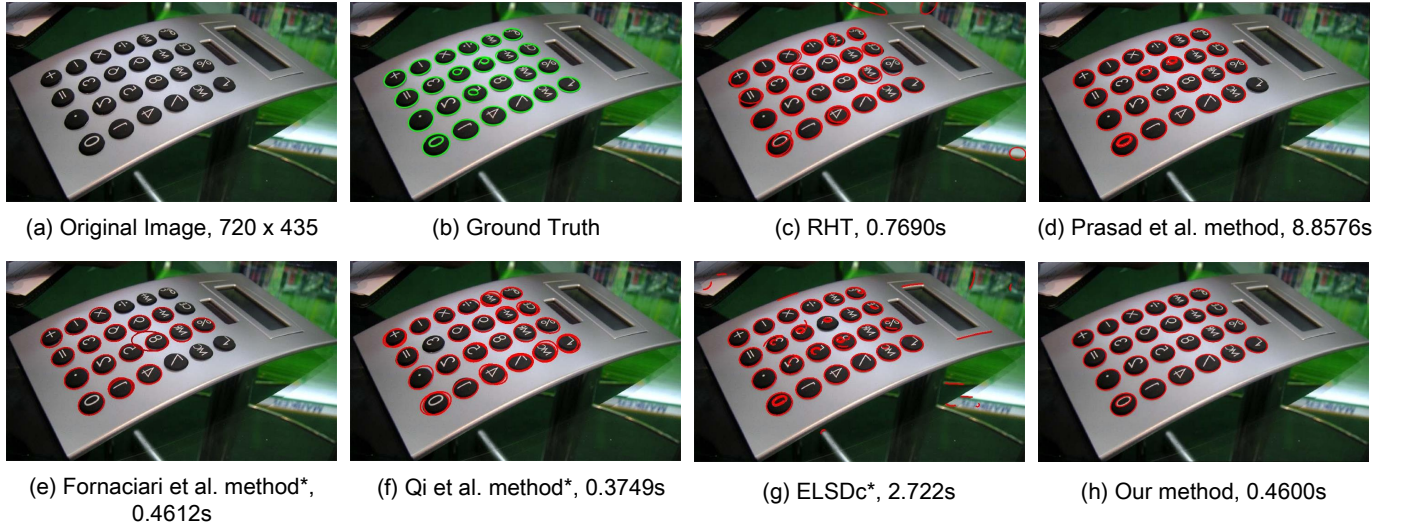 (a) Original Image, 720 x 435
(b) Ground Truth
(c) RHT, 0.7690s
(d) Prasad et al. method, 8.8576s
(e) Fornaciari et al. method*,
0.4612s
(f) Qi et al. method*, 0.3749s
(g) ELSDc*, 2.722s
(h) Our method, 0.4600s